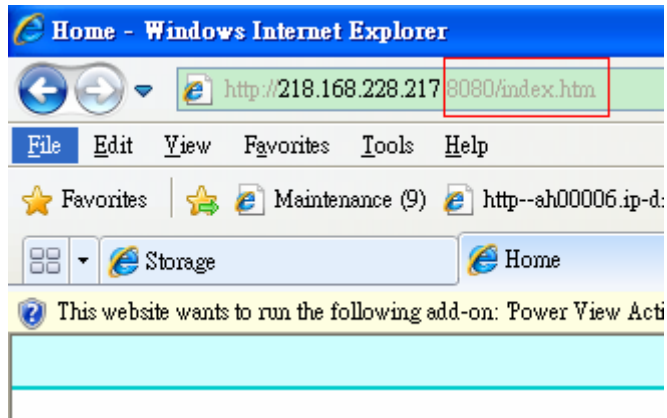 Home - Windows Internet Explorer
http://218.168.228.217:8080/index.htm
File Edit View Favorites Tools Help
Favorites Maintenance (9) http--ah00006.ip-d
Storage Home
This website wants to run the following add-on: 'Power View Acti